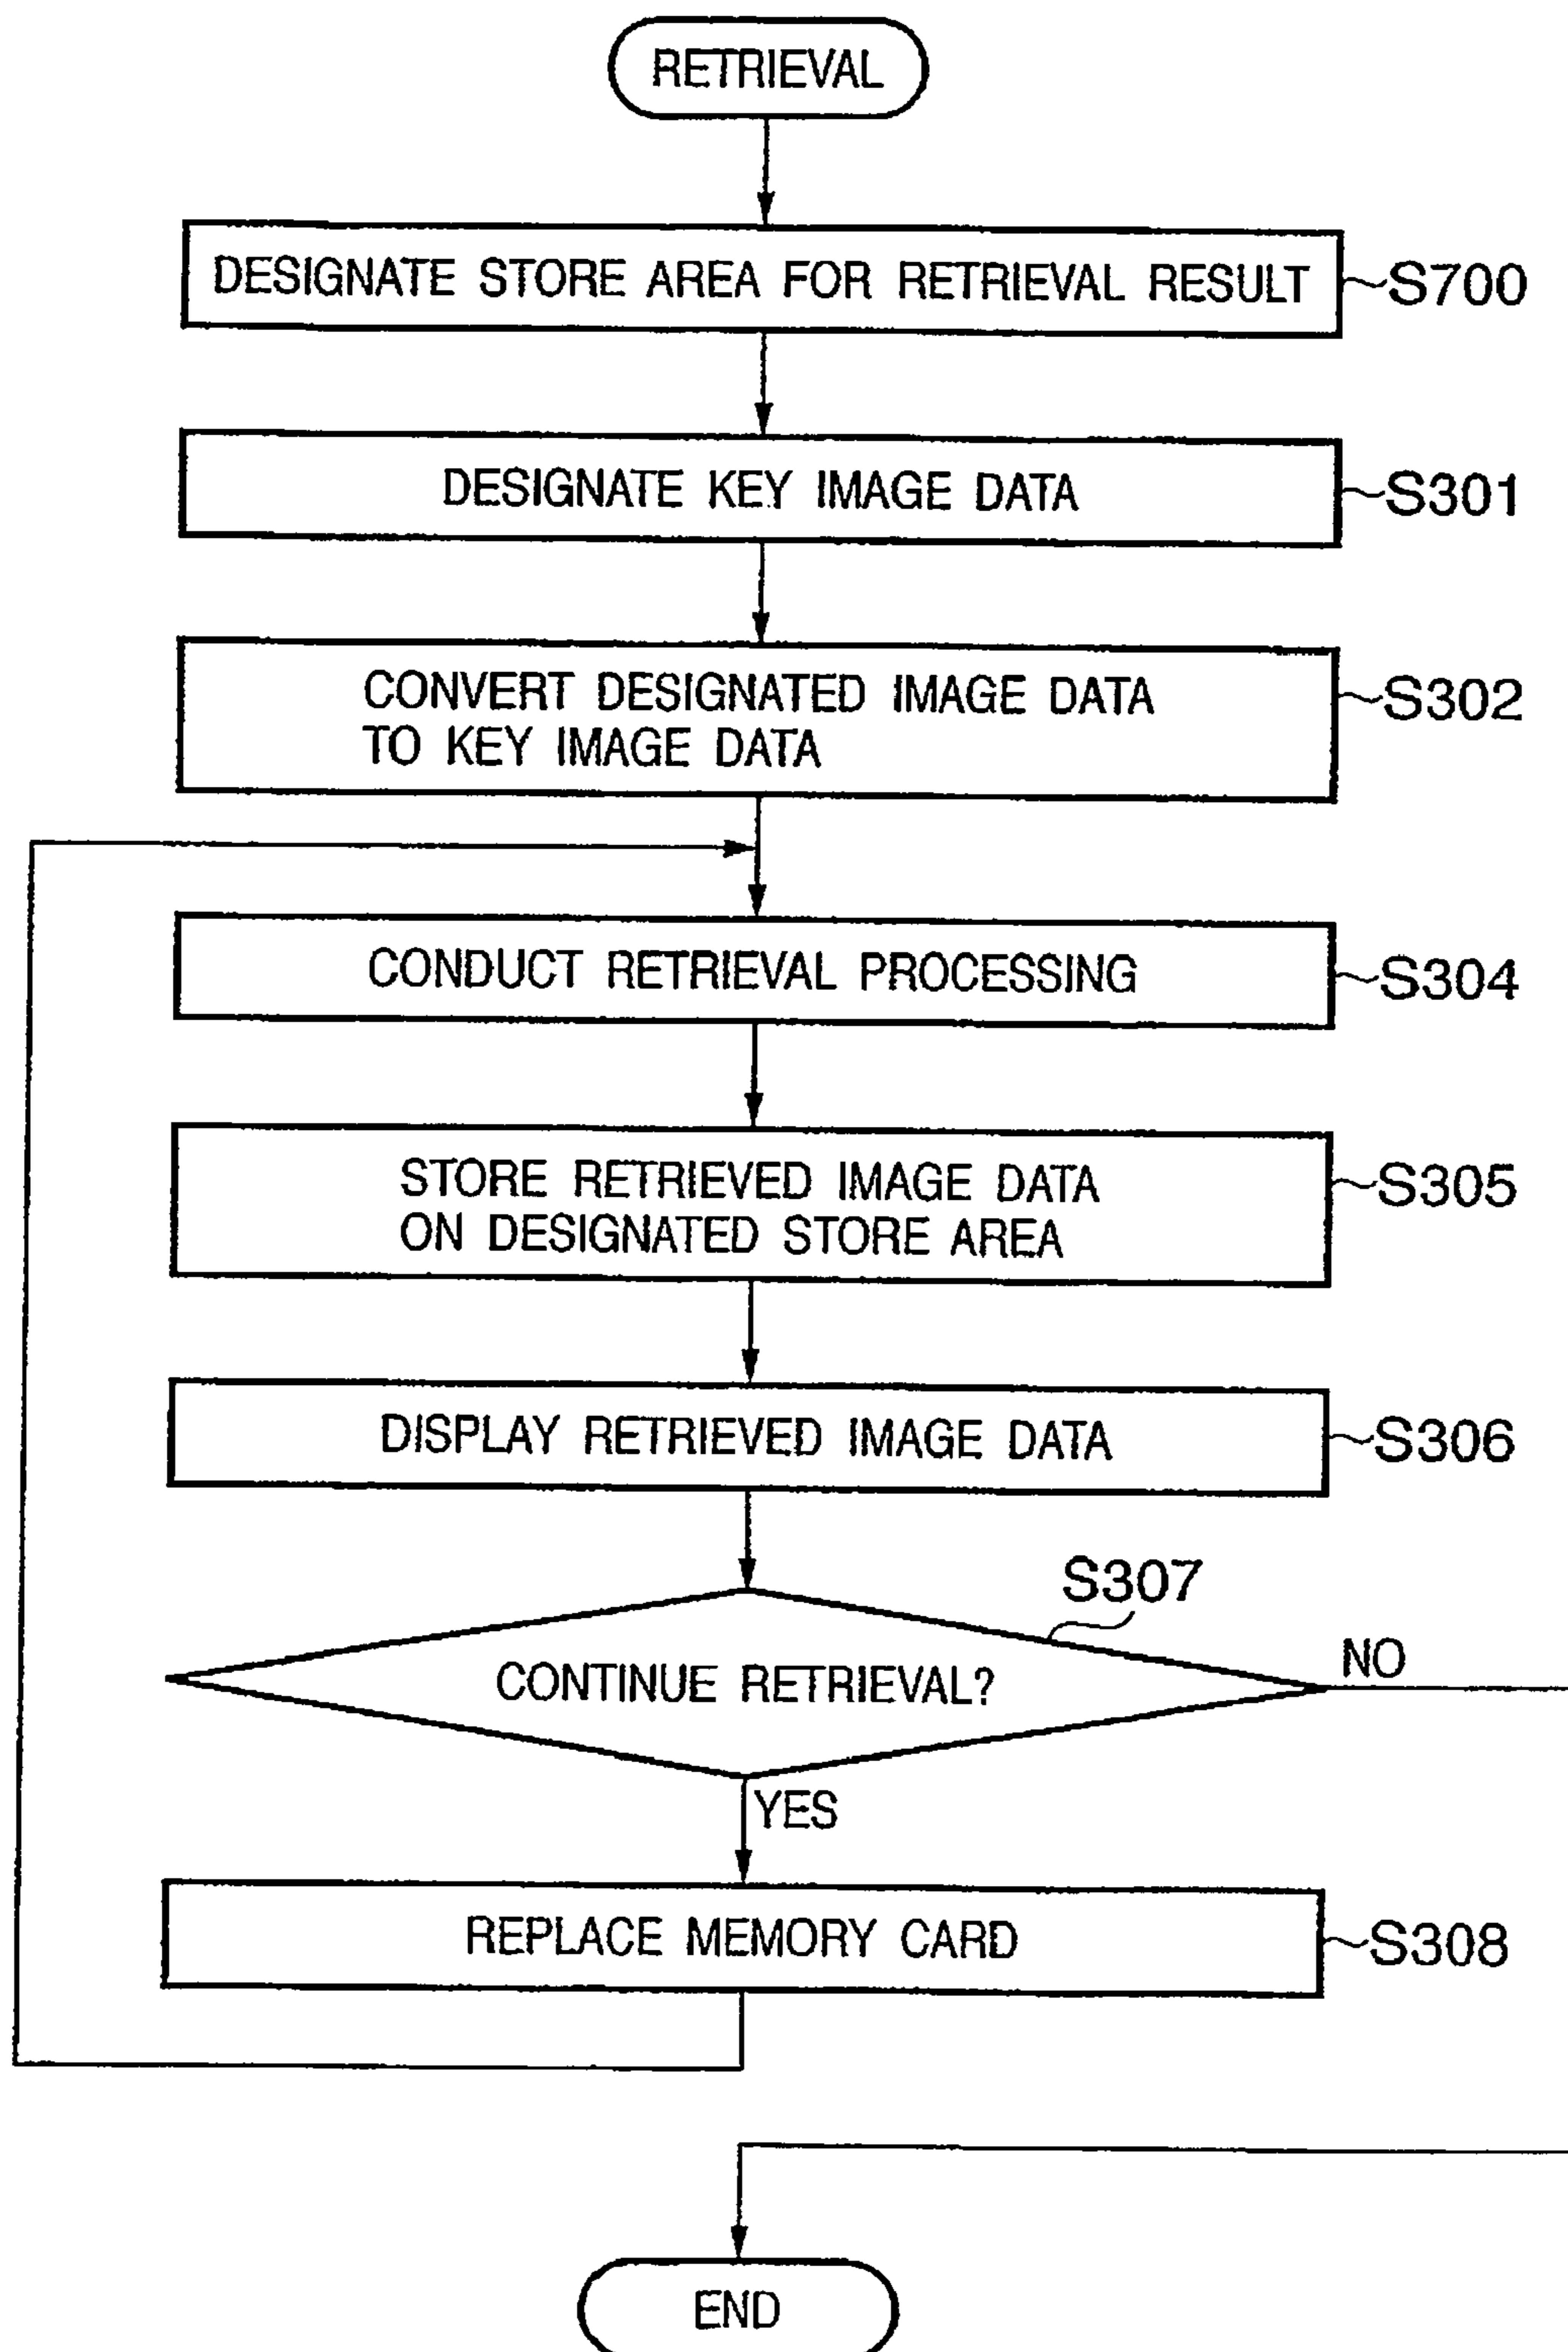 RETRIEVAL
DESIGNATE STORE AREA FOR RETRIEVAL RESULT
S700
DESIGNATE KEY IMAGE DATA
S301
CONVERT DESIGNATED IMAGE DATA
TO KEY IMAGE DATA
S302
CONDUCT RETRIEVAL PROCESSING
S304
STORE RETRIEVED IMAGE DATA
ON DESIGNATED STORE AREA
S305
DISPLAY RETRIEVED IMAGE DATA
S306
S307
CONTINUE RETRIEVAL?
NO
YES
REPLACE MEMORY CARD
S308
END